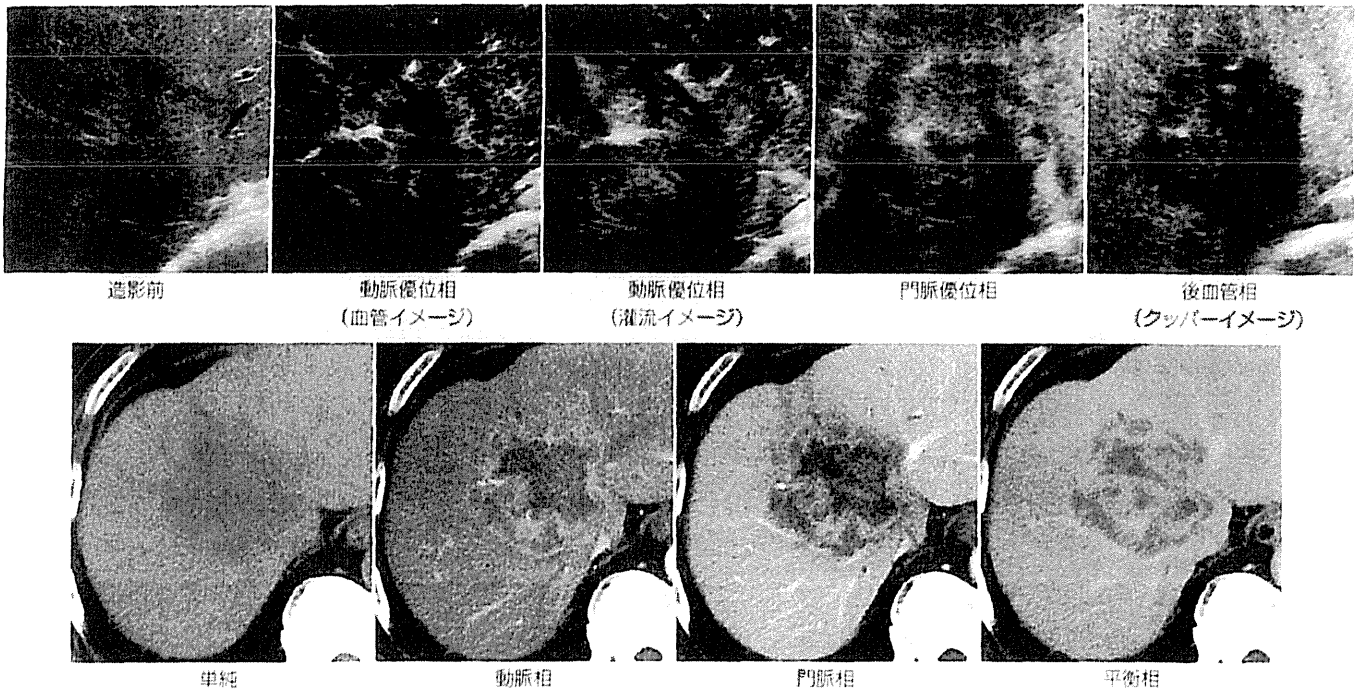 造影前
動脈優位相
(血管イメージ)
動脈優位相
(灌流イメージ)
門脈優位相
後血管相
(クッパーイメージ)
単純
動脈相
門脈相
平衡相